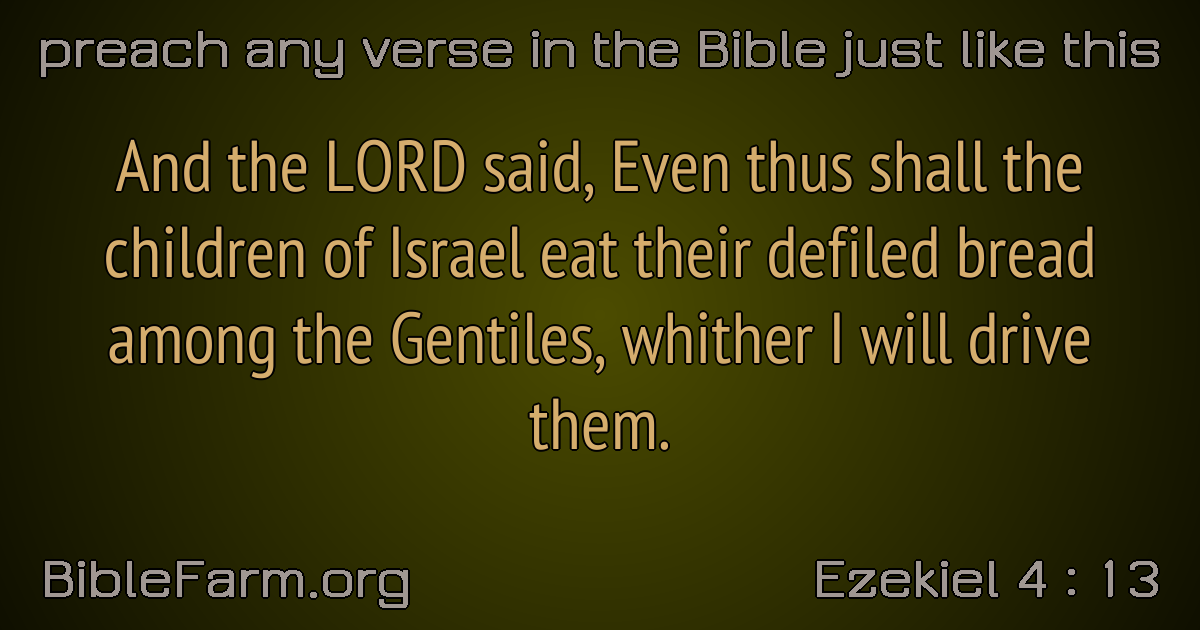 preach any verse in the Bible just like this
And the LORD said, Even thus shall the
children of Israel eat their defiled bread
among the Gentiles, whither I will drive
them.
BibleFarm.org
Ezekiel 4 : 13